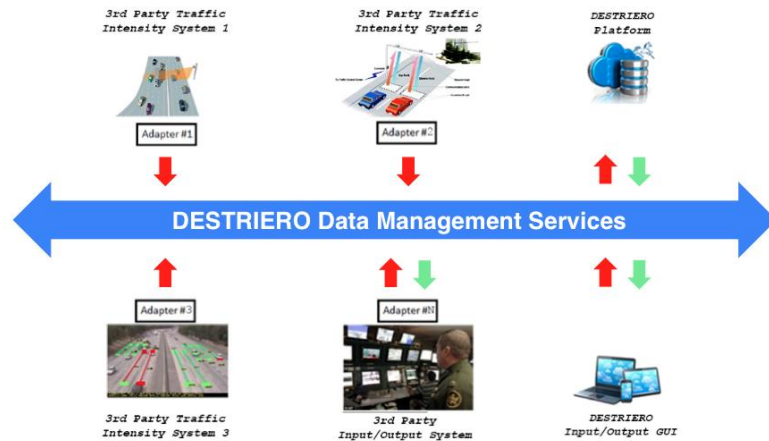 3rd Party Traffic
Intensity System 1
3rd Party Traffic
Intensity System 2
DESTRIERO
Platform
Adapter #1
Adapter #2
DESTRIERO Data Management Services
Adapter #3
Adapter #N
3rd Party Traffic
Intensity System 3
3rd Party
Input/Output System
DESTRIERO
Input/Output GUI